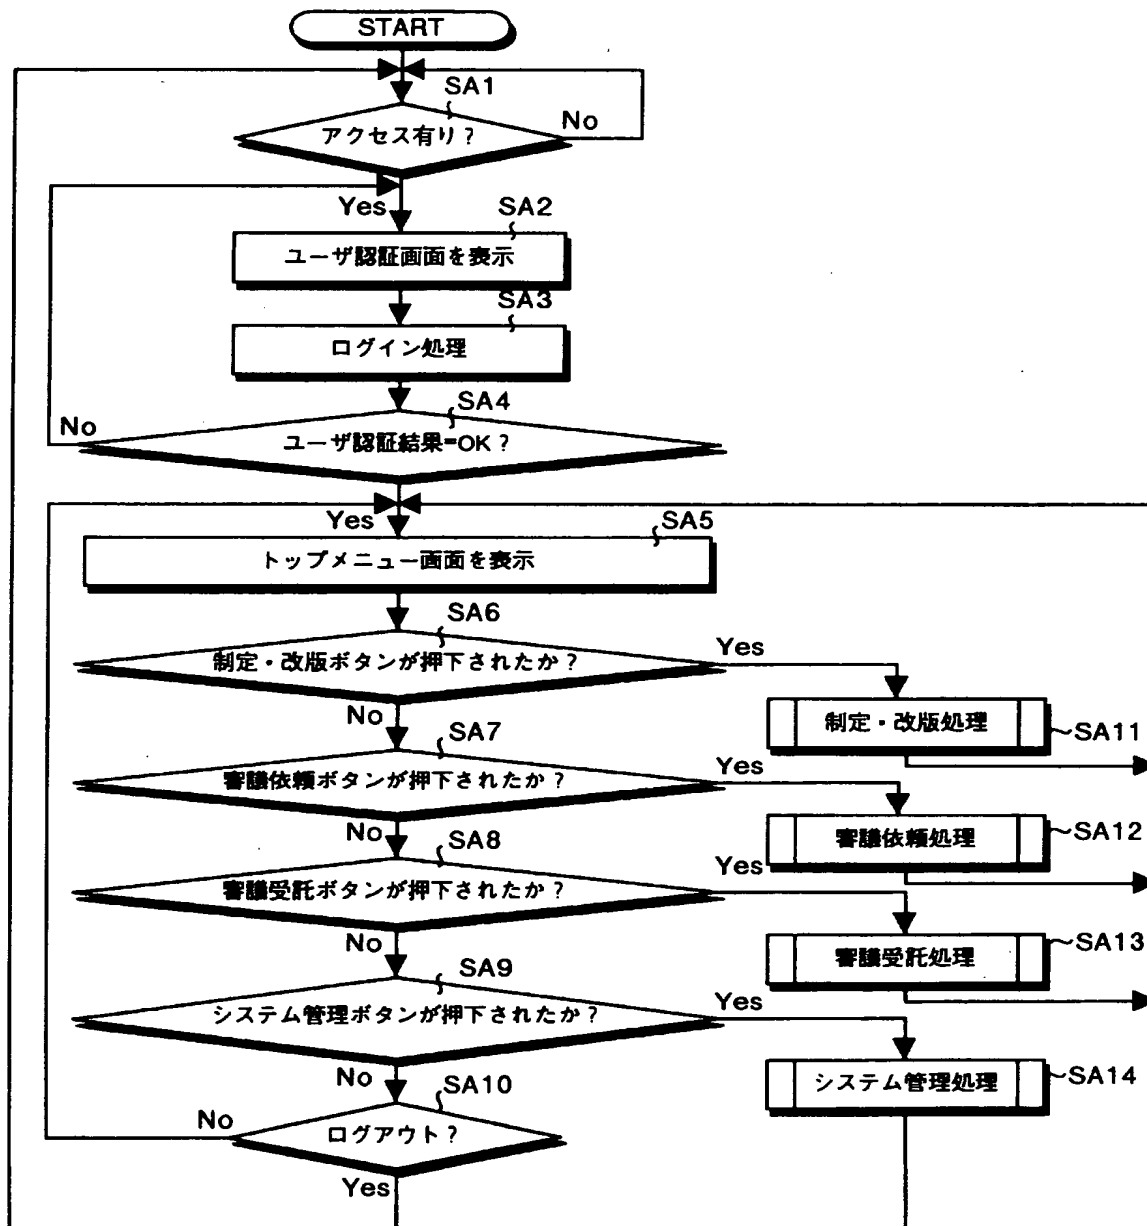 START
SA1
アクセス有り?
No
Yes
SA2
ユーザ認証画面を表示
SA3
ログイン処理
SA4
No
ユーザ認証結果=OK?
Yes
SA5
トップメニュー画面を表示
SA6
制定・改版ボタンが押下されたか?
Yes
No
制定・改版処理
SA11
SA7
審議依頼ボタンが押下されたか?
Yes
No
審議依頼処理
SA12
SA8
審議受託ボタンが押下されたか?
Yes
No
審議受託処理
SA13
SA9
システム管理ボタンが押下されたか?
Yes
No
システム管理処理
SA14
SA10
No
ログアウト?
Yes